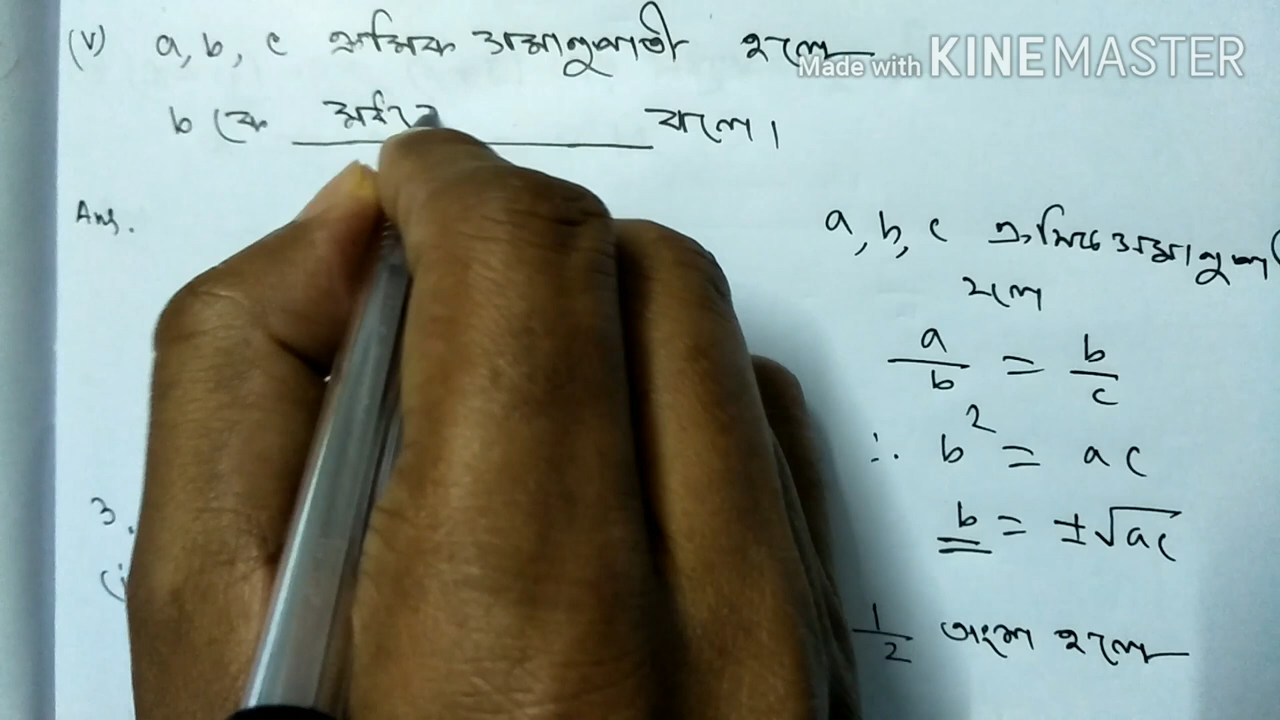 (v) a, b, c ক্রমিক সমানুপাতী হলে
Made with KINEMASTER
b কে মধ্য বলে।
Ans.
a, b, c ক্রমিক সমানুপা
হলে
a/b = b/c
∴ b² = ac
b = ±√ac
3.
(i
1/2 অংশ হলে